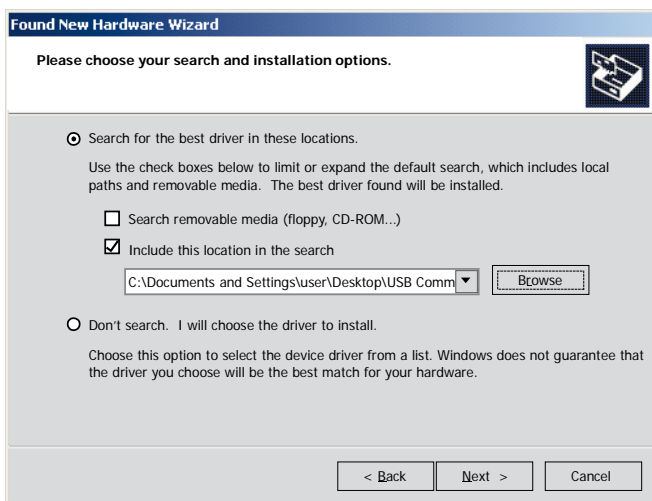 Found New Hardware Wizard
Please choose your search and installation options.
Search for the best driver in these locations.
Use the check boxes below to limit or expand the default search, which includes local
paths and removable media. The best driver found will be installed.
Search removable media (floppy, CD-ROM...)
Include this location in the search
C:\Documents and Settings\user\Desktop\USB Comm
Browse
Don't search. I will choose the driver to install.
Choose this option to select the device driver from a list. Windows does not guarantee that
the driver you choose will be the best match for your hardware.
< Back
Next >
Cancel